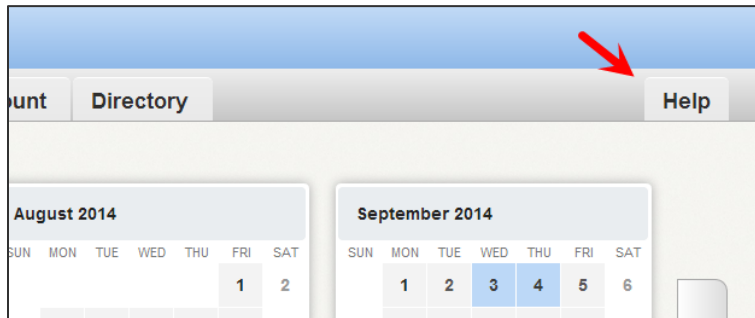 ount Directory Help
August 2014 September 2014
SUN MON TUE WED THU FRI SAT SUN MON TUE WED THU FRI SAT
1 2 1 2 3 4 5 6